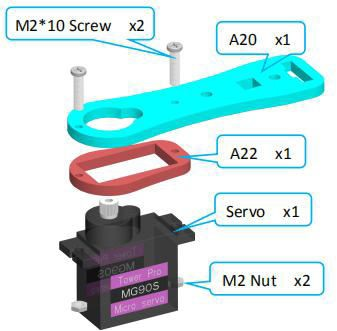 M2*10 Screw x2
A20 x1
A22 x1
Servo x1
Tower Pro
MG90S
Micro servo
M2 Nut x2